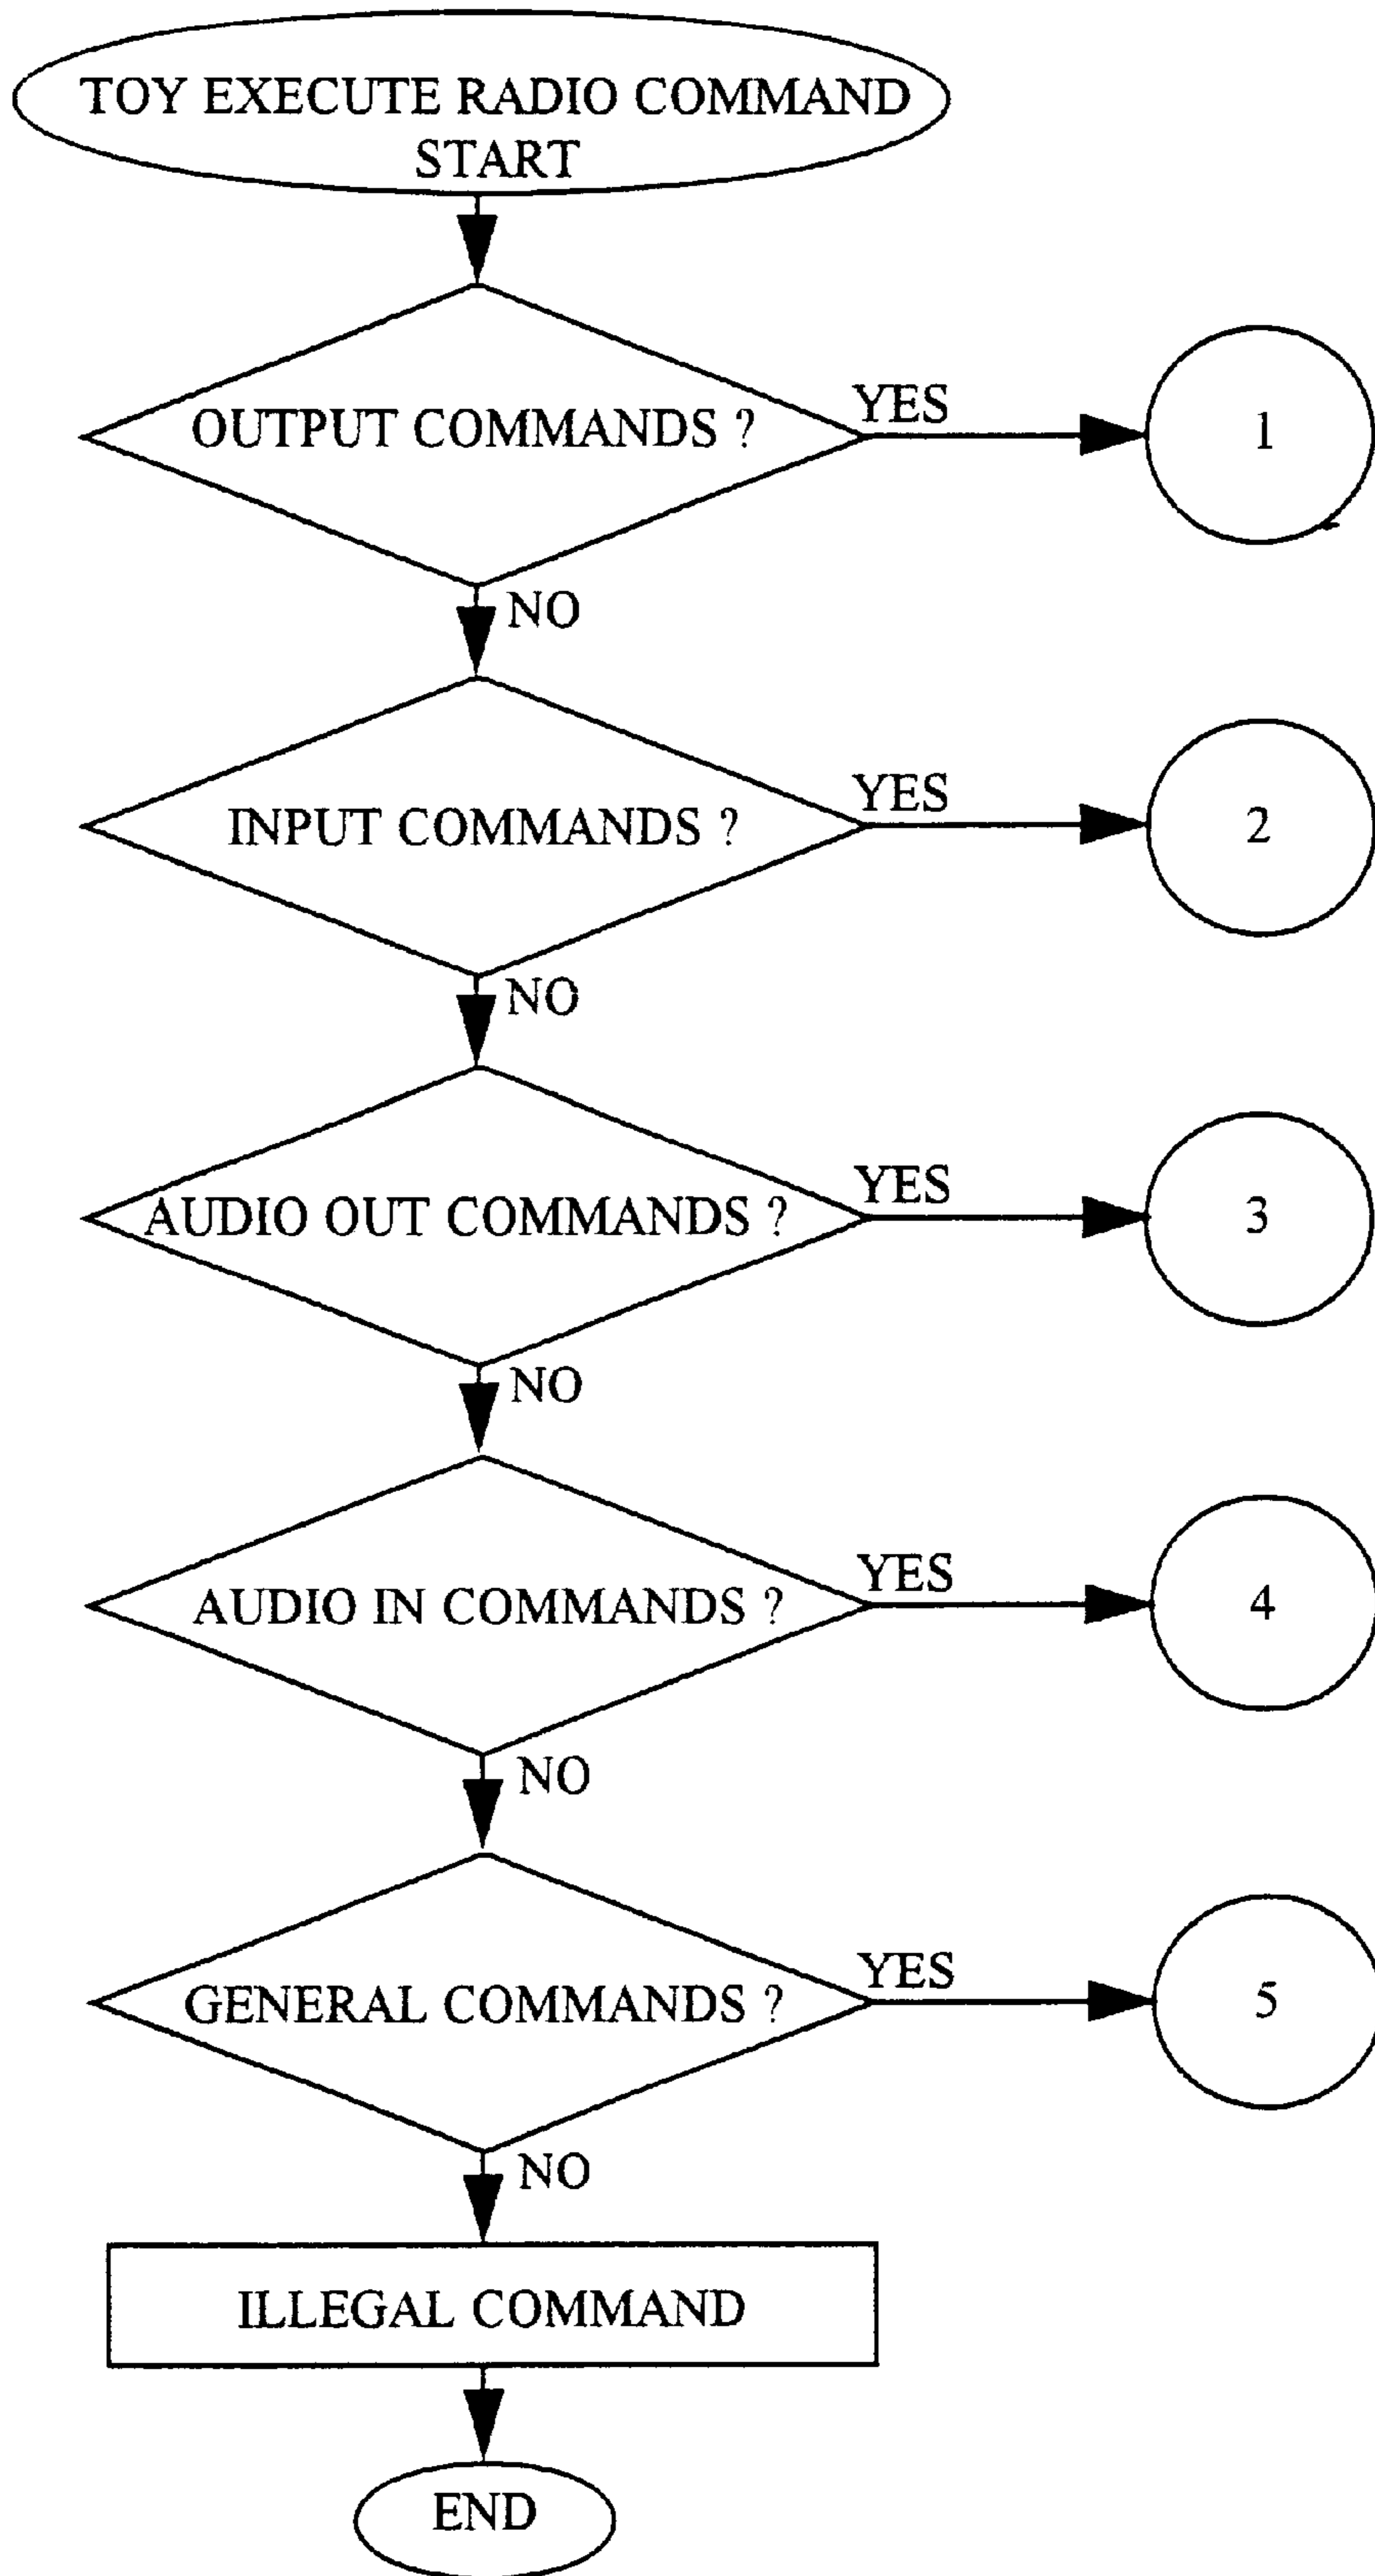 TOY EXECUTE RADIO COMMAND
START
OUTPUT COMMANDS ?
YES
1
NO
INPUT COMMANDS ?
YES
2
NO
AUDIO OUT COMMANDS ?
YES
3
NO
AUDIO IN COMMANDS ?
YES
4
NO
GENERAL COMMANDS ?
YES
5
NO
ILLEGAL COMMAND
END